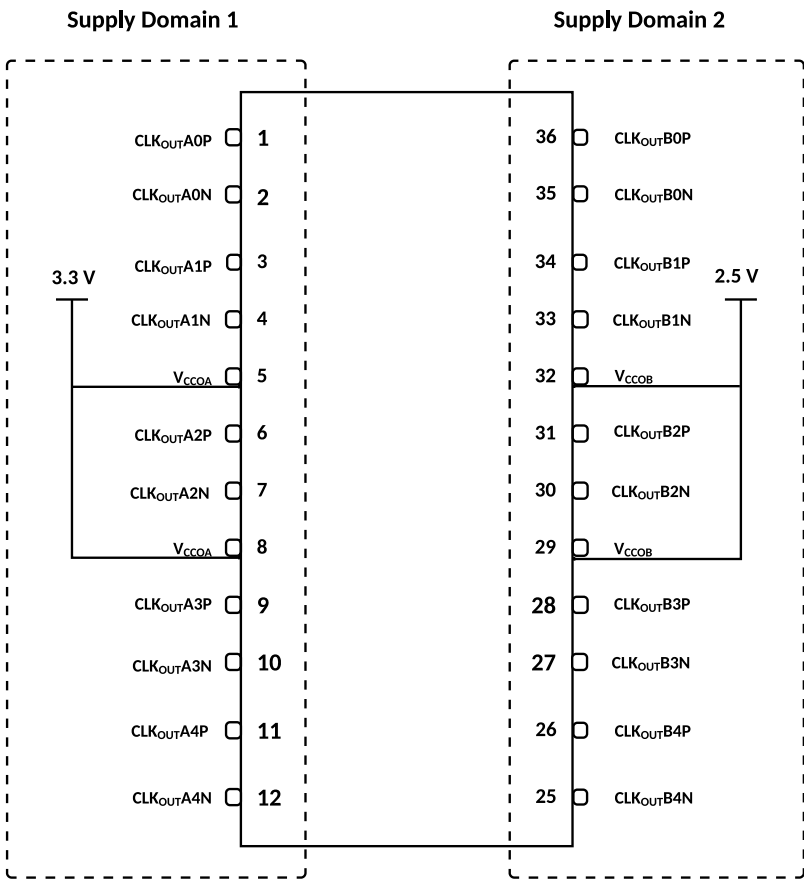 Supply Domain 1
Supply Domain 2
CLKOUTA0P 1 36 CLKOUTB0P
CLKOUTA0N 2 35 CLKOUTB0N
CLKOUTA1P 3 34 CLKOUTB1P
3.3 V 2.5 V
CLKOUTA1N 4 33 CLKOUTB1N
VCCOA 5 32 VCCOB
CLKOUTA2P 6 31 CLKOUTB2P
CLKOUTA2N 7 30 CLKOUTB2N
VCCOA 8 29 VCCOB
CLKOUTA3P 9 28 CLKOUTB3P
CLKOUTA3N 10 27 CLKOUTB3N
CLKOUTA4P 11 26 CLKOUTB4P
CLKOUTA4N 12 25 CLKOUTB4N